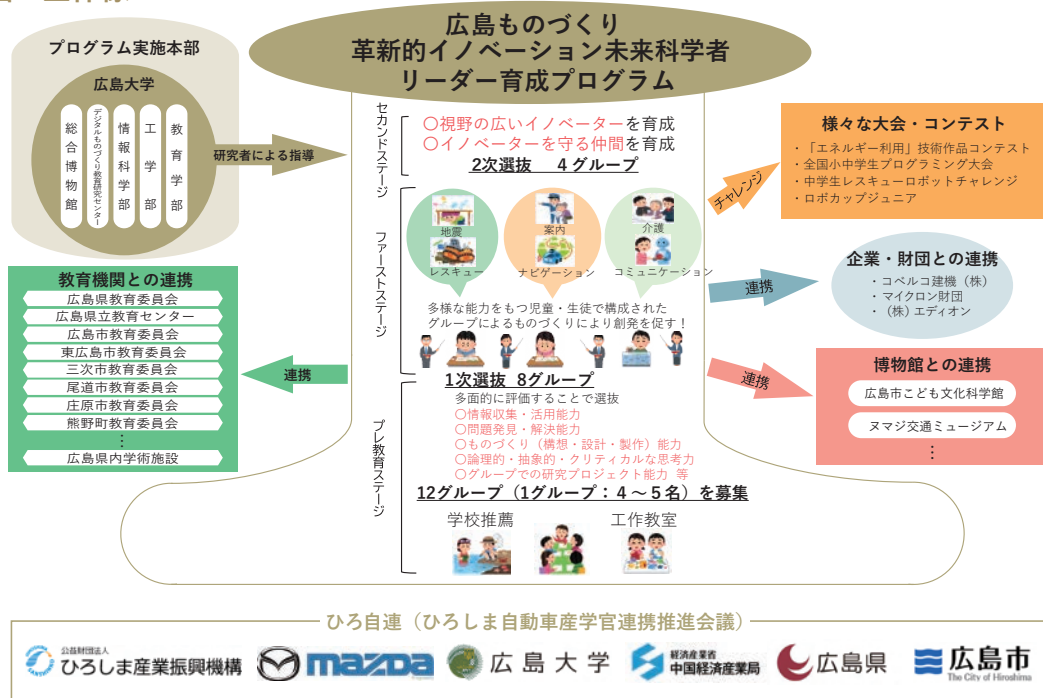 広島ものづくり
革新的イノベーション未来科学者
リーダー育成プログラム
プログラム実施本部
広島大学
総合博物館
デジタルものづくり教育研究センター
情報科学部
工学部
教育学部
研究者による指導
セカンドステージ
〇視野の広いイノベーターを育成
〇イノベーターを守る仲間を育成
2次選抜 4グループ
ファーストステージ
地震
レスキュー
案内
ナビゲーション
介護
コミュニケーション
多様な能力をもつ児童・生徒で構成された
グループによるものづくりにより創発を促す！
1次選抜 8グループ
プレ教育ステージ
多面的に評価することで選抜
〇情報収集・活用能力
〇問題発見・解決能力
〇ものづくり（構想・設計・製作）能力
〇論理的・抽象的・クリティカルな思考力
〇グループでの研究プロジェクト能力 等
12グループ（1グループ：4～5名）を募集
学校推薦
工作教室
教育機関との連携
広島県教育委員会
広島県立教育センター
広島市教育委員会
東広島市教育委員会
三次市教育委員会
尾道市教育委員会
庄原市教育委員会
熊野町教育委員会
⋮
広島県内学術施設
連携
チャレンジ
様々な大会・コンテスト
・「エネルギー利用」技術作品コンテスト
・全国小中学生プログラミング大会
・中学生レスキューロボットチャレンジ
・ロボカップジュニア
連携
企業・財団との連携
・コベルコ建機（株）
・マイクロン財団
・（株）エディオン
連携
博物館との連携
広島市こども文化科学館
ヌマジ交通ミュージアム
⋮
ひろ自連（ひろしま自動車産学官連携推進会議）
公益財団法人
ひろしま産業振興機構
mazda
広島大学
経済産業省
中国経済産業局
広島県
広島市
The City of Hiroshima